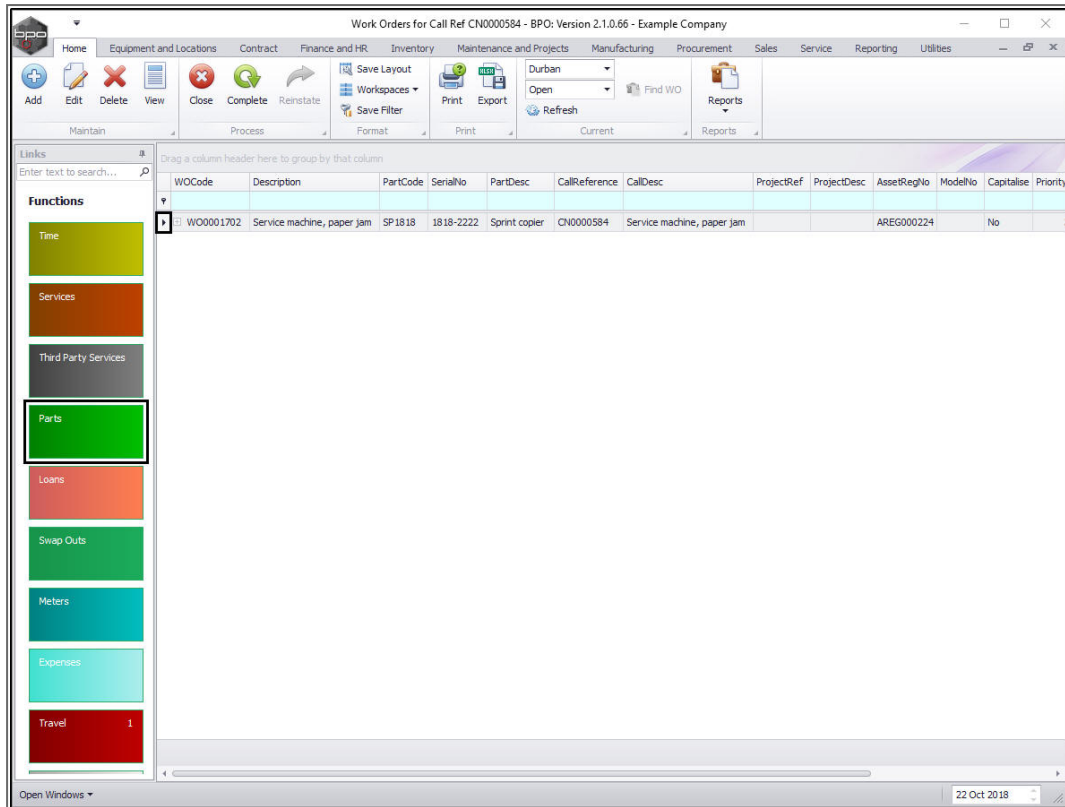 bpo
Work Orders for Call Ref CN0000584 - BPO: Version 2.1.0.66 - Example Company
Home Equipment and Locations Contract Finance and HR Inventory Maintenance and Projects Manufacturing Procurement Sales Service Reporting Utilities
Add Edit Delete View
Maintain
Close Complete Reinstate
Process
Save Layout
Workspaces
Save Filter
Format
Print Export
Print
Durban
Open
Refresh
Find WO
Current
Reports
Reports
Links
Enter text to search...
Functions
Time
Services
Third Party Services
Parts
Loans
Swap Outs
Meters
Expenses
Travel 1
Drag a column header here to group by that column
WOCode Description PartCode SerialNo PartDesc CallReference CallDesc ProjectRef ProjectDesc AssetRegNo ModelNo Capitalise Priority
WO0001702 Service machine, paper jam SP1818 1818-2222 Sprint copier CN0000584 Service machine, paper jam AREG000224 No
Open Windows
22 Oct 2018